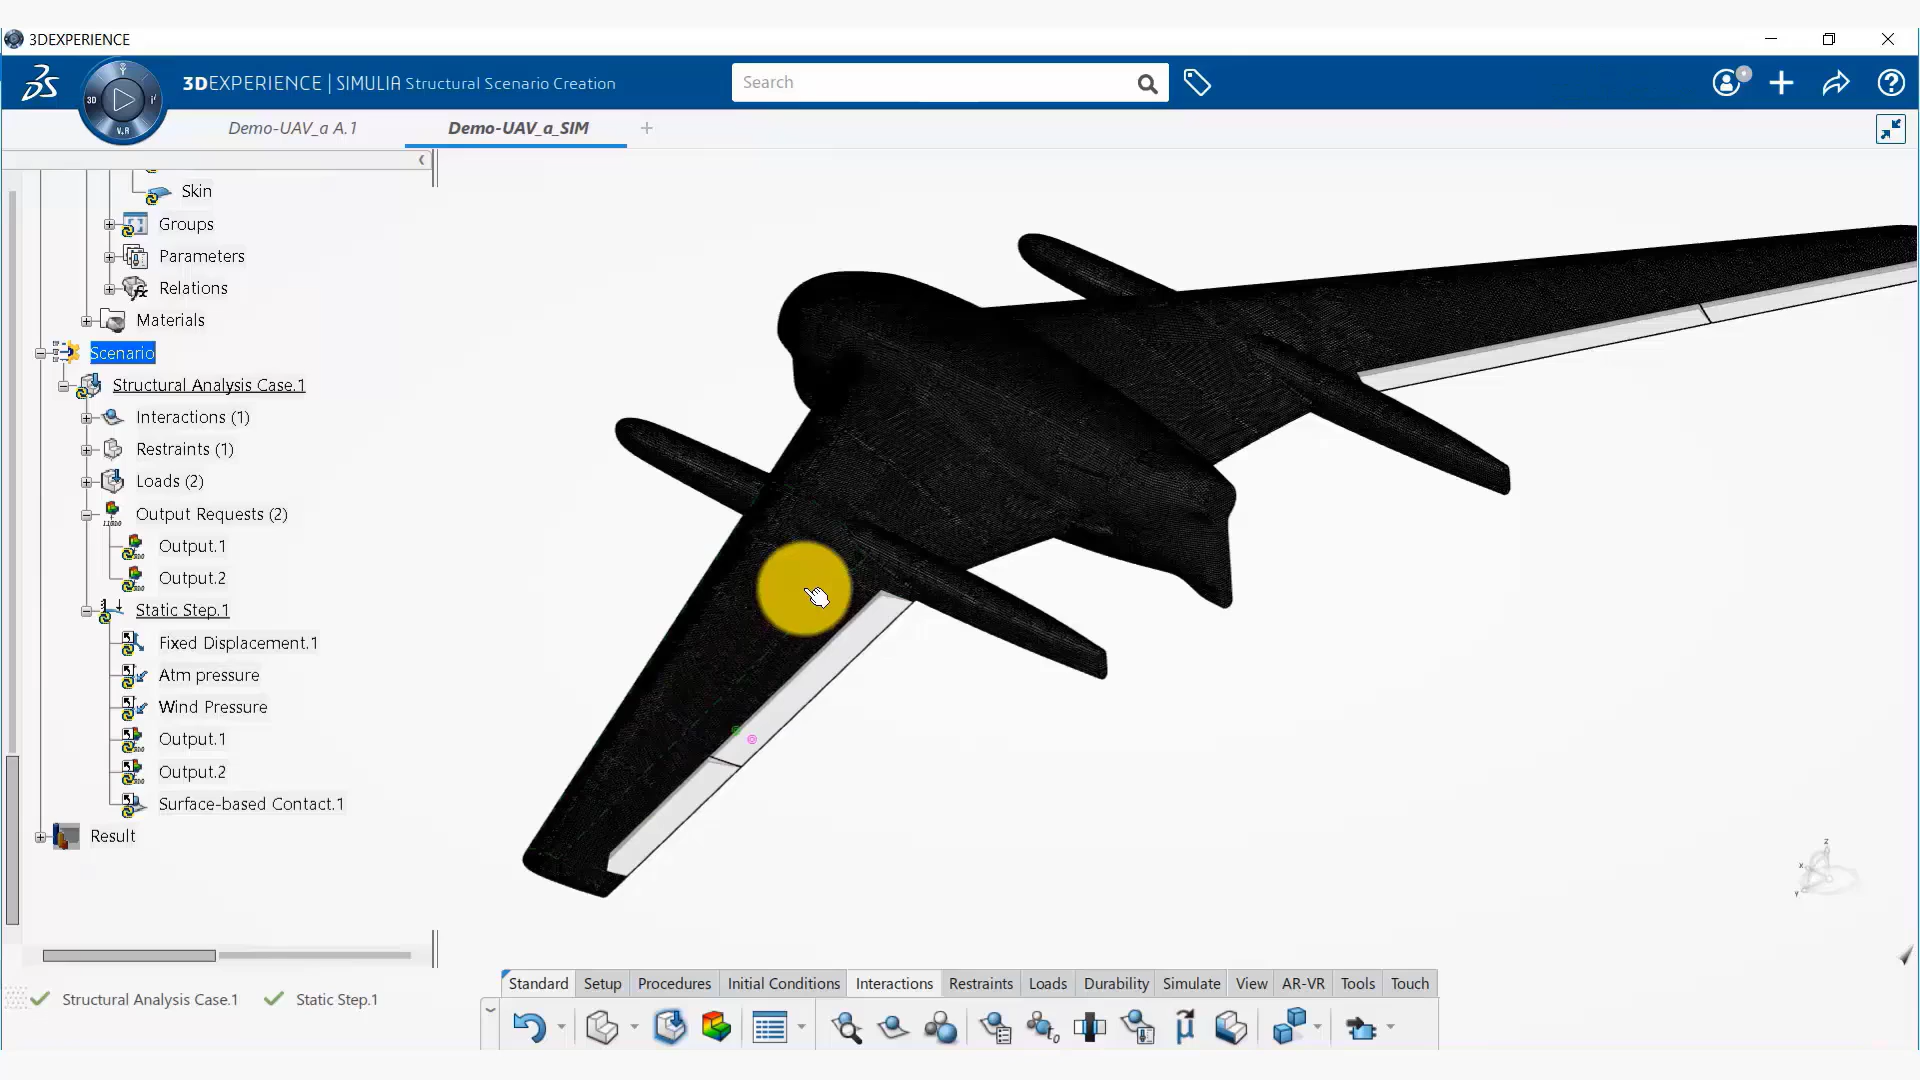 3DEXPERIENCE
3DEXPERIENCE | SIMULIA Structural Scenario Creation
Search
3D
V.R
Demo-UAV_a A.1
Demo-UAV_a_SIM
Skin
Groups
Parameters
Relations
Materials
Scenario
Structural Analysis Case.1
Interactions (1)
Restraints (1)
Loads (2)
Output Requests (2)
Output.1
Output.2
Static Step.1
Fixed Displacement.1
Atm pressure
Wind Pressure
Output.1
Output.2
Surface-based Contact.1
Result
Structural Analysis Case.1
Static Step.1
Standard
Setup
Procedures
Initial Conditions
Interactions
Restraints
Loads
Durability
Simulate
View
AR-VR
Tools
Touch
z
x
y